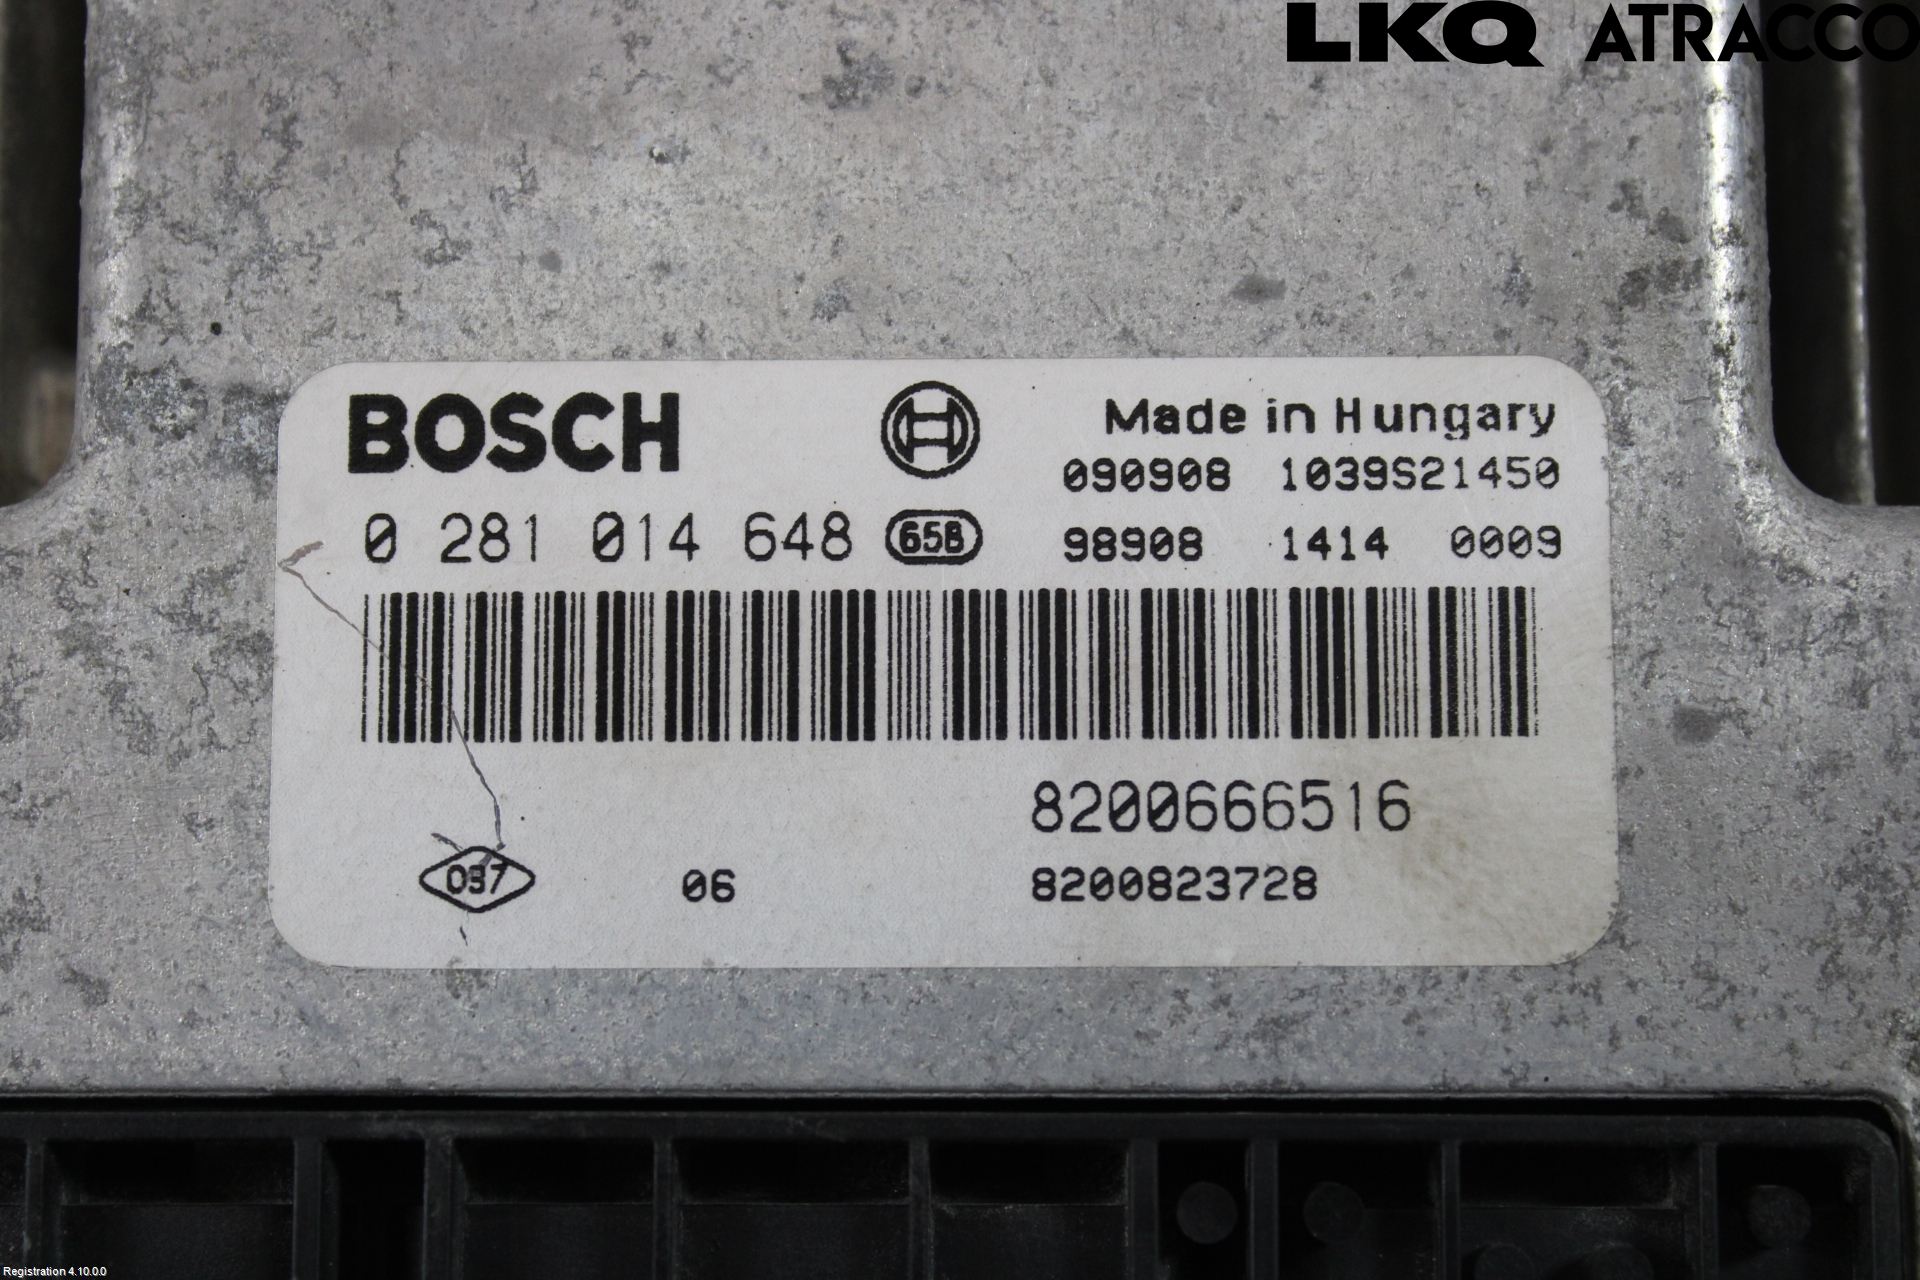 LKQ ATRACCO
BOSCH
Made in Hungary
090908 1039S21450
0 281 014 648 65B
98908 1414 0009
8200666516
06
8200823728
Registration 4.10.0.0